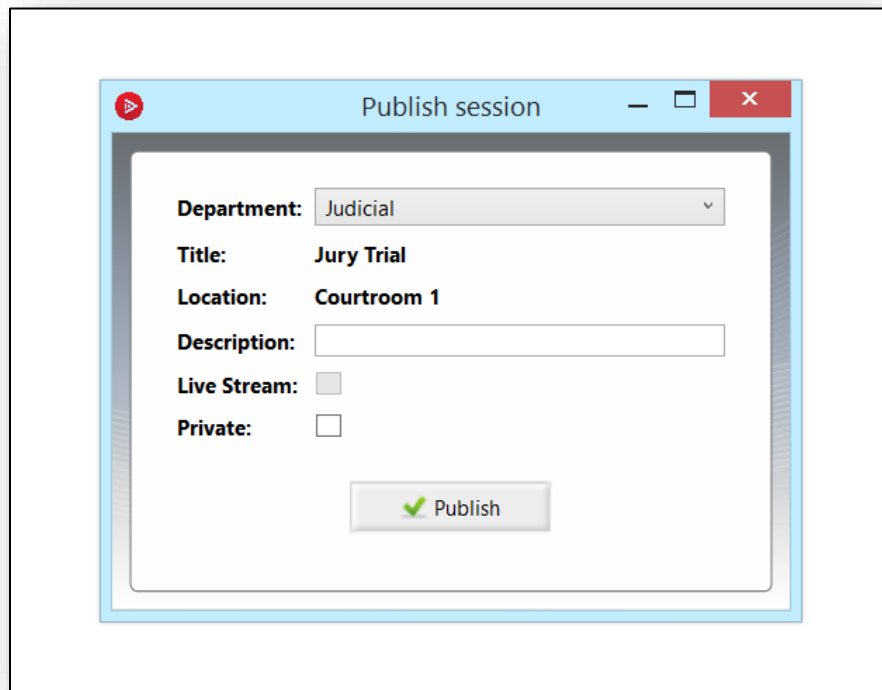 Publish session
Department: Judicial
Title: Jury Trial
Location: Courtroom 1
Description:
Live Stream:
Private:
Publish